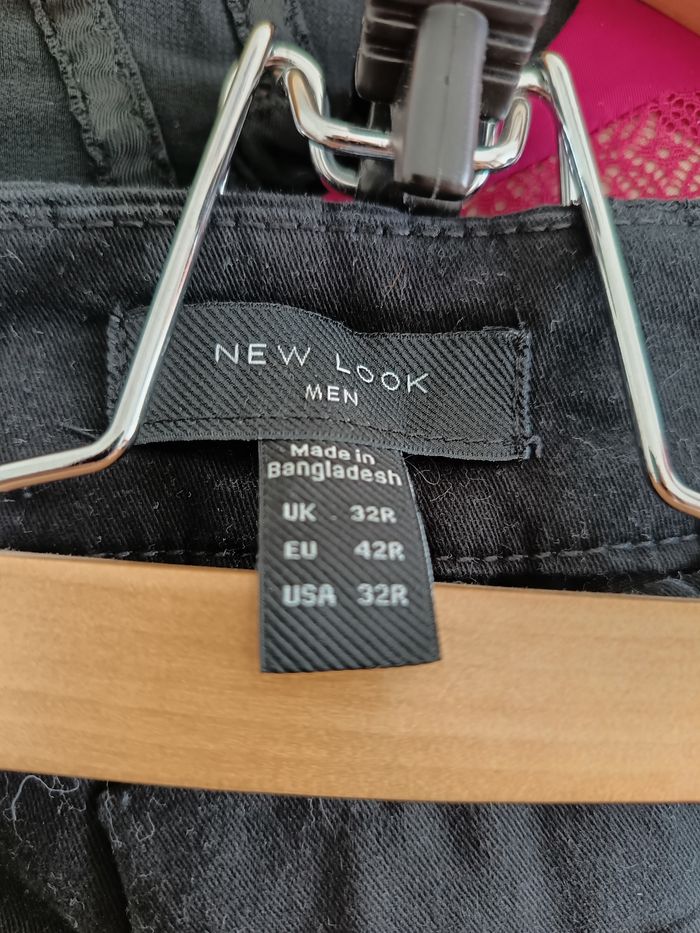 NEW LOOK
MEN
Made in
Bangladesh
UK 32R
EU 42R
USA 32R